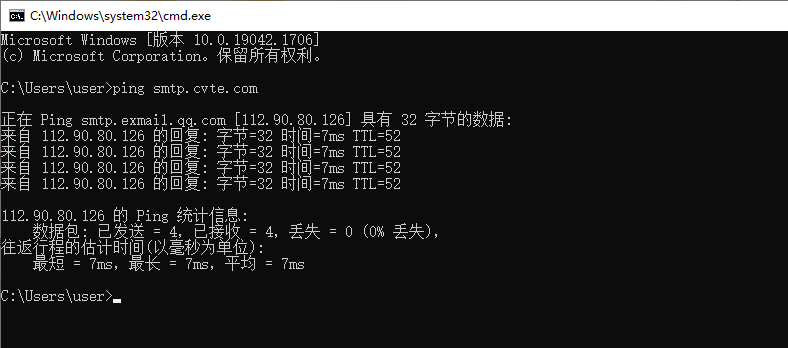 C:\Windows\system32\cmd.exe
Microsoft Windows [版本 10.0.19042.1706]
(c) Microsoft Corporation。保留所有权利。
C:\Users\user>ping smtp.cvte.com
正在 Ping smtp.exmail.qq.com [112.90.80.126] 具有 32 字节的数据:
来自 112.90.80.126 的回复: 字节=32 时间=7ms TTL=52
来自 112.90.80.126 的回复: 字节=32 时间=7ms TTL=52
来自 112.90.80.126 的回复: 字节=32 时间=7ms TTL=52
来自 112.90.80.126 的回复: 字节=32 时间=7ms TTL=52
112.90.80.126 的 Ping 统计信息:
数据包: 已发送 = 4，已接收 = 4，丢失 = 0 (0% 丢失)，
往返行程的估计时间(以毫秒为单位):
最短 = 7ms，最长 = 7ms，平均 = 7ms
C:\Users\user>